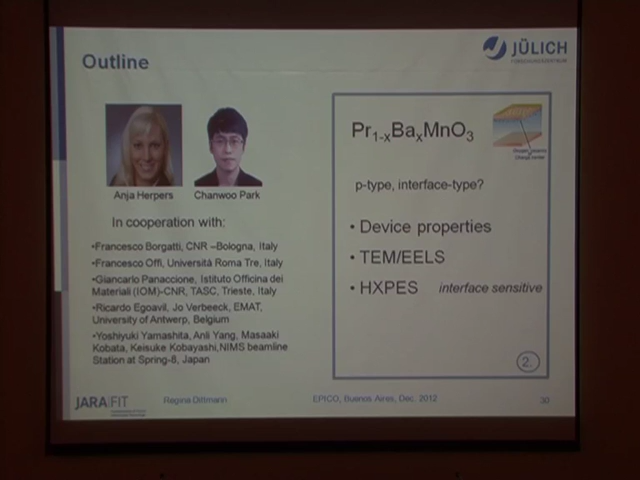 Outline
JÜLICH
FORSCHUNGSZENTRUM
Anja Herpers
Chanwoo Park
In cooperation with:
•Francesco Borgatti, CNR –Bologna, Italy
•Francesco Offi, Università Roma Tre, Italy
•Giancarlo Panaccione, Istituto Officina dei
Materiali (IOM)-CNR, TASC, Trieste, Italy
•Ricardo Egoavil, Jo Verbeeck, EMAT,
University of Antwerp, Belgium
•Yoshiyuki Yamashita, Anli Yang, Masaaki
Kobata, Keisuke Kobayashi,NIMS beamline
Station at Spring-8, Japan
Pr1-xBaxMnO3
p-type, interface-type?
• Device properties
• TEM/EELS
• HXPES interface sensitive
2.
JARA|FIT
Regina Dittmann
EPICO, Buenos Aires, Dec. 2012
30